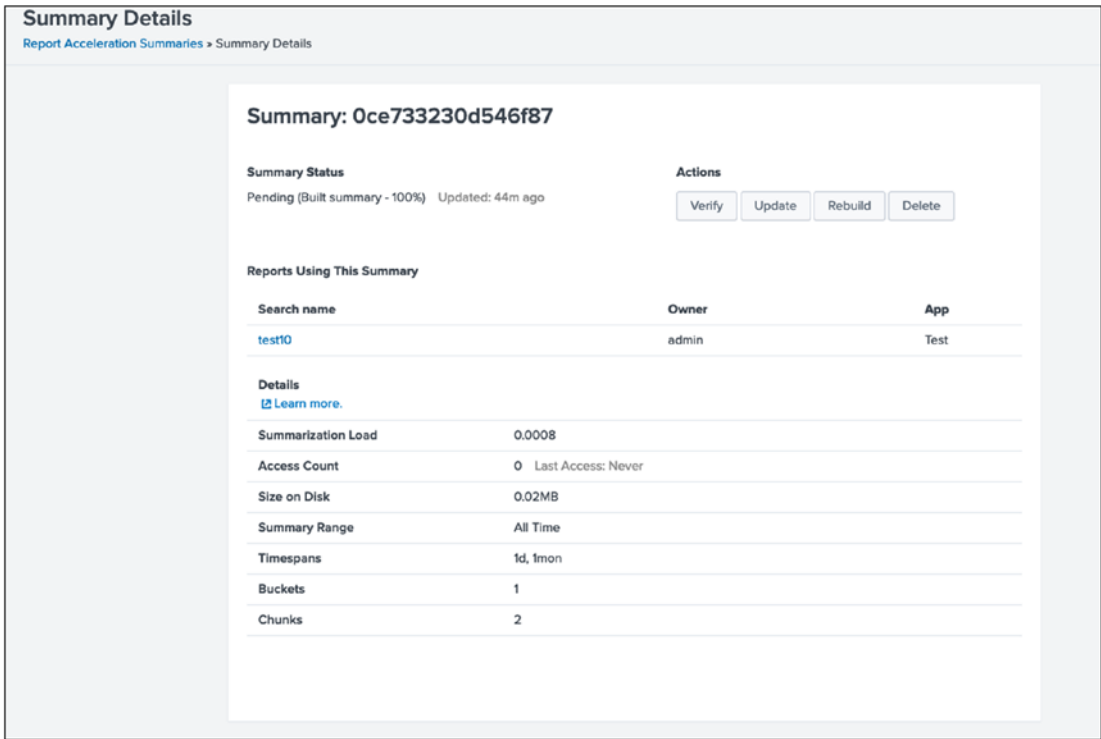 Summary Details
Report Acceleration Summaries » Summary Details
Summary: 0ce733230d546f87
Summary Status
Pending (Built summary - 100%) Updated: 44m ago
Actions
Verify Update Rebuild Delete
Reports Using This Summary
Search name Owner App
test10 admin Test
Details
Learn more.
Summarization Load 0.0008
Access Count 0 Last Access: Never
Size on Disk 0.02MB
Summary Range All Time
Timespans 1d, 1mon
Buckets 1
Chunks 2